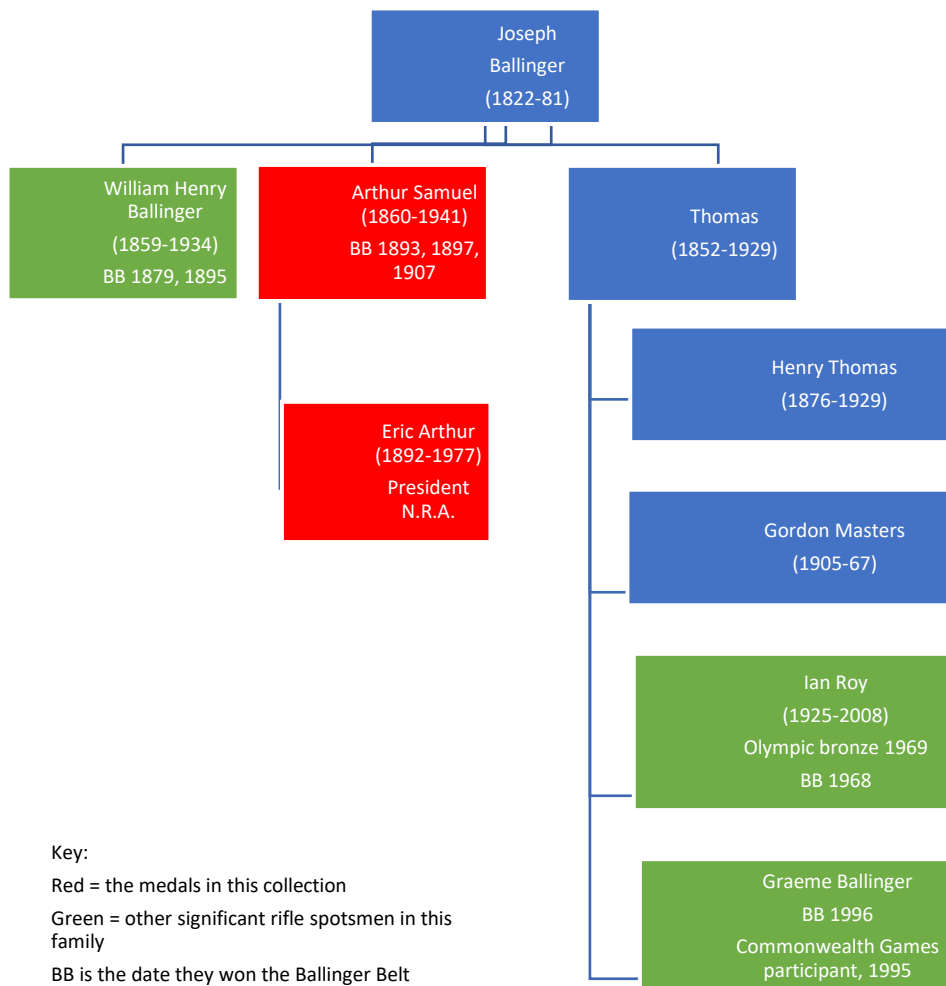 Joseph
Ballinger
(1822-81)
William Henry
Ballinger
(1859-1934)
BB 1879, 1895
Arthur Samuel
(1860-1941)
BB 1893, 1897,
1907
Thomas
(1852-1929)
Henry Thomas
(1876-1929)
Eric Arthur
(1892-1977)
President
N.R.A.
Gordon Masters
(1905-67)
Ian Roy
(1925-2008)
Olympic bronze 1969
BB 1968
Graeme Ballinger
BB 1996
Commonwealth Games
participant, 1995
Key:
Red = the medals in this collection
Green = other significant rifle spotsmen in this
family
BB is the date they won the Ballinger Belt